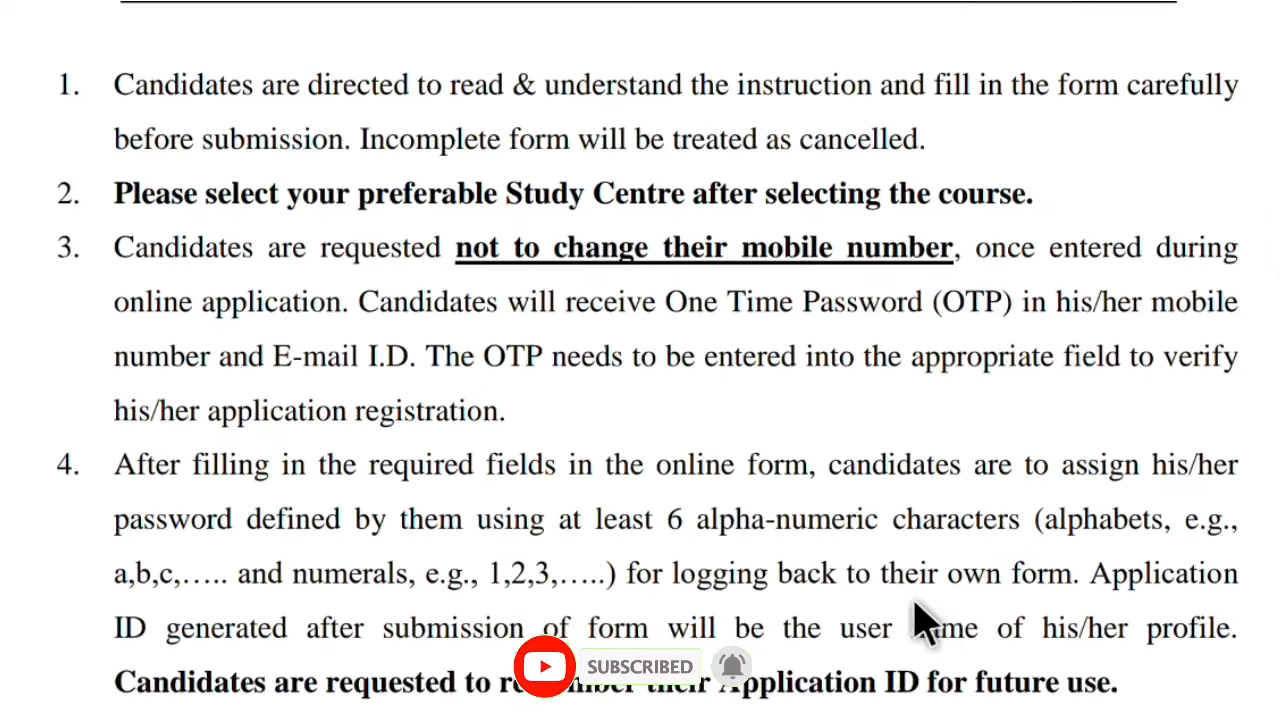 1. Candidates are directed to read & understand the instruction and fill in the form carefully
before submission. Incomplete form will be treated as cancelled.
2. Please select your preferable Study Centre after selecting the course.
3. Candidates are requested not to change their mobile number, once entered during
online application. Candidates will receive One Time Password (OTP) in his/her mobile
number and E-mail I.D. The OTP needs to be entered into the appropriate field to verify
his/her application registration.
4. After filling in the required fields in the online form, candidates are to assign his/her
password defined by them using at least 6 alpha-numeric characters (alphabets, e.g.,
a,b,c,….. and numerals, e.g., 1,2,3,…..) for logging back to their own form. Application
ID generated after submission of form will be the user name of his/her profile.
SUBSCRIBED
Candidates are requested to remember their Application ID for future use.